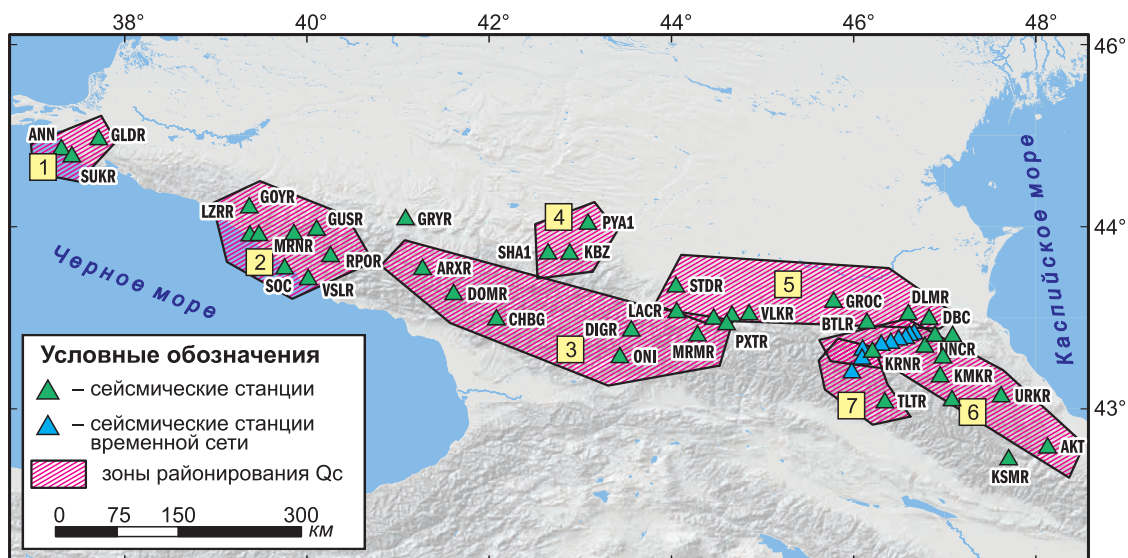 38°
40°
42°
44°
46°
48°
46°
44°
43°
ANN
GLDR
SUKR
1
GOYR
LZRR
GUSR
MRNR
RPOR
2
SOC
VSLR
GRYR
4
PYA1
SHA1
KBZ
ARXR
DOMR
CHBG
DIGR
3
ONI
MRMR
PXTR
LACR
STDR
5
VLKR
GROC
DLMR
BTLR
DBC
KRNR
NNCR
KMKR
URKR
7
TLTR
6
AKT
KSMR
Черное море
Каспийское море
Условные обозначения
– сейсмические станции
– сейсмические станции
временной сети
зоны районирования Qc
0 75 150 300
км